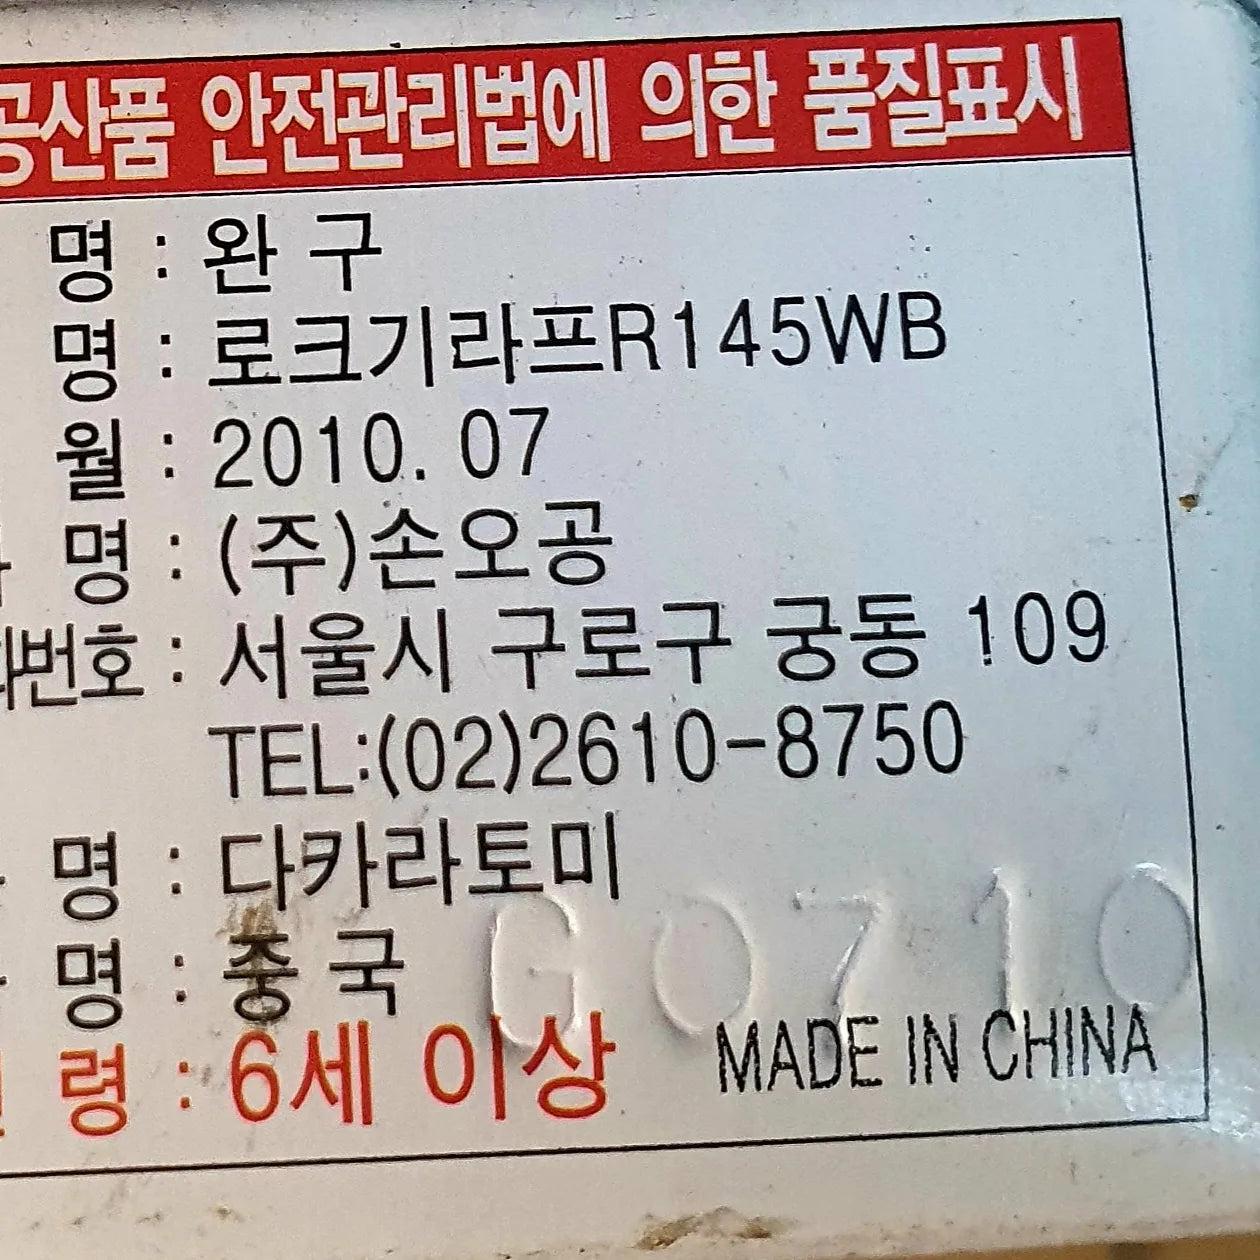 공산품 안전관리법에 의한 품질표시
명 : 완 구
명 : 로크기라프R145WB
월 : 2010. 07
명 : (주)손오공
번호 : 서울시 구로구 궁동 109
TEL:(02)2610-8750
명 : 다카라토미
명 : 중 국
령 : 6세 이상
G0710
MADE IN CHINA